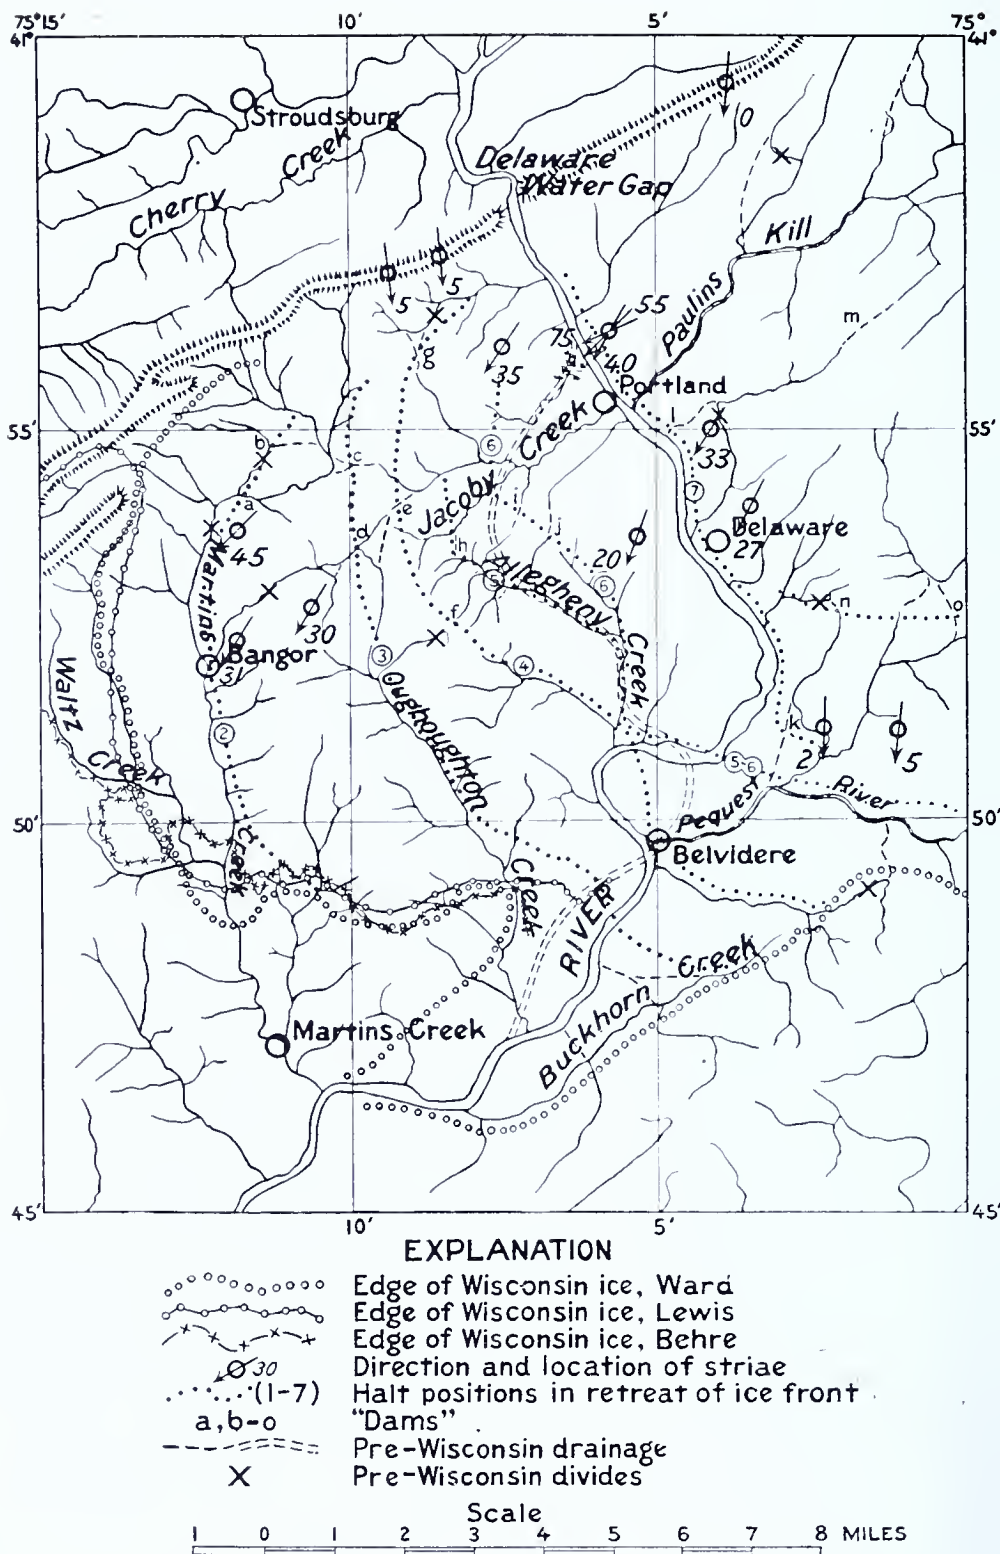 75°15′ 10′ 5′ 75°
41° 41°
0
Stroudsburg
Cherry Creek
Delaware
Water Gap
Paulins Kill
5 5
55
75
40
m
g
35
Portland
l
55′ 55′
b
c
6
Jacoby Creek
33
7
a
e
d
i
j
Delaware
27
45
Martins Creek
h
5
Allegheny Creek
20
6
n
o
30
f
Bangor
31
3
4
Waltz Creek
Oughoughton Creek
2
k
2
5
5 6
Pequest River
50′ 50′
Belvidere
RIVER
Buckhorn Creek
Martins Creek
45′ 45′
10′ 5′
EXPLANATION
Edge of Wisconsin ice, Ward
Edge of Wisconsin ice, Lewis
Edge of Wisconsin ice, Behre
30 Direction and location of striae
(1-7) Halt positions in retreat of ice front
a, b-o "Dams"
Pre-Wisconsin drainage
X Pre-Wisconsin divides
Scale
1 0 1 2 3 4 5 6 7 8 MILES